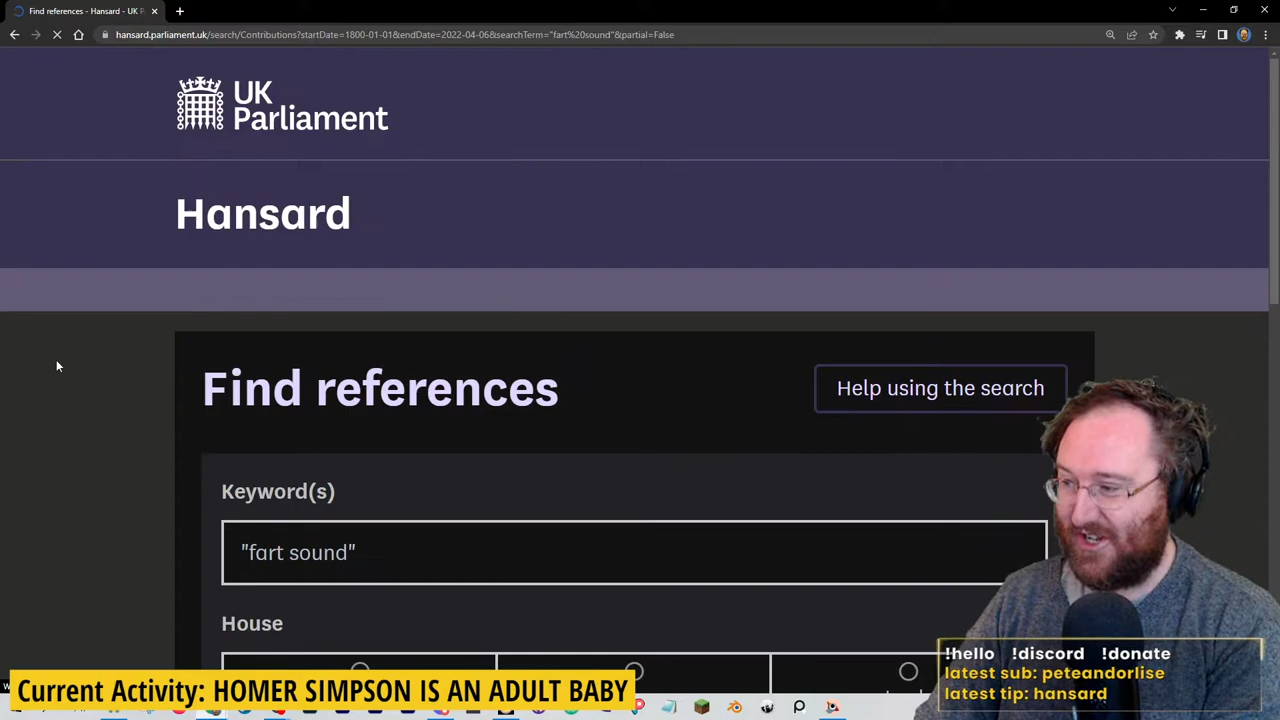 Find references - Hansard - UK P
hansard.parliament.uk/search/Contributions?startDate=1800-01-01&endDate=2022-04-06&searchTerm="fart%20sound"&partial=False
UK
Parliament
Hansard
Find references
Help using the search
Keyword(s)
"fart sound"
House
Current Activity: HOMER SIMPSON IS AN ADULT BABY
!hello !discord !donate
latest sub: peteandorlise
latest tip: hansard